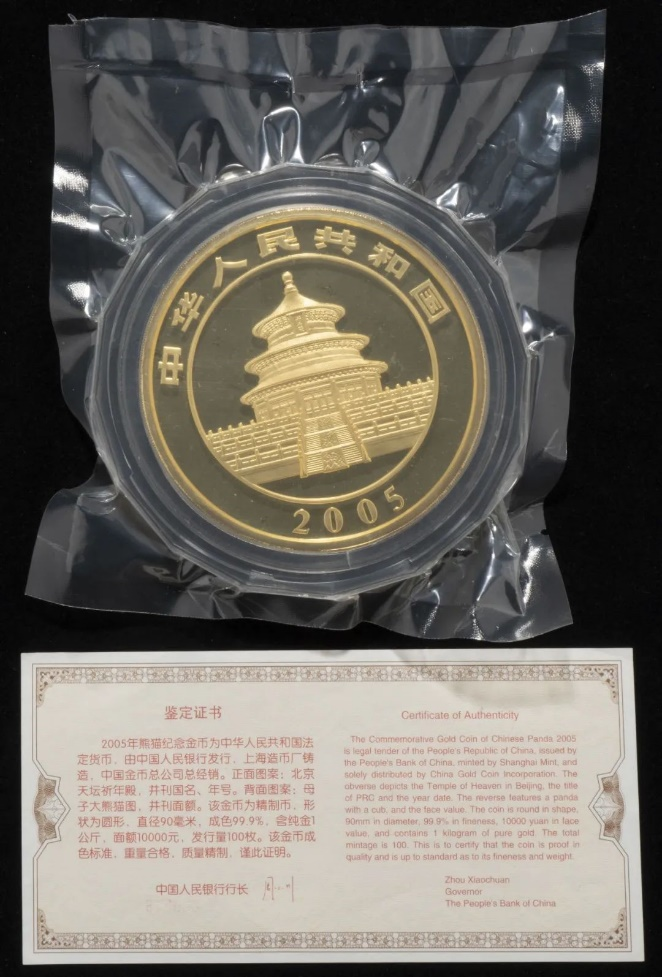 中华人民共和国
2005
鉴定证书
2005年熊猫纪念金币为中华人民共和国法
定货币，由中国人民银行发行，上海造币厂铸
造，中国金币总公司总经销。正面图案：北京
天坛祈年殿，并刊国名、年号。背面图案：母
子大熊猫图，并刊面额。该金币为精制币，形
状为圆形，直径90毫米，成色99.9%，含纯金1
公斤，面额10000元，发行量100枚。该金币成
色标准，重量合格，质量精制，谨此证明。
中国人民银行行长
Certificate of Authenticity
The Commemorative Gold Coin of Chinese Panda 2005
is legal tender of the People's Republic of China, issued by
the People's Bank of China, minted by Shanghai Mint, and
solely distributed by China Gold Coin Incorporation. The
obverse depicts the Temple of Heaven in Beijing, the title
of PRC and the year date. The reverse features a panda
with a cub, and the face value. The coin is round in shape,
90mm in diameter, 99.9% in fineness, 10000 yuan in face
value, and contains 1 kilogram of pure gold. The total
mintage is 100. This is to certify that the coin is proof in
quality and is up to standard as to its fineness and weight.
Zhou Xiaochuan
Governor
The People's Bank of China